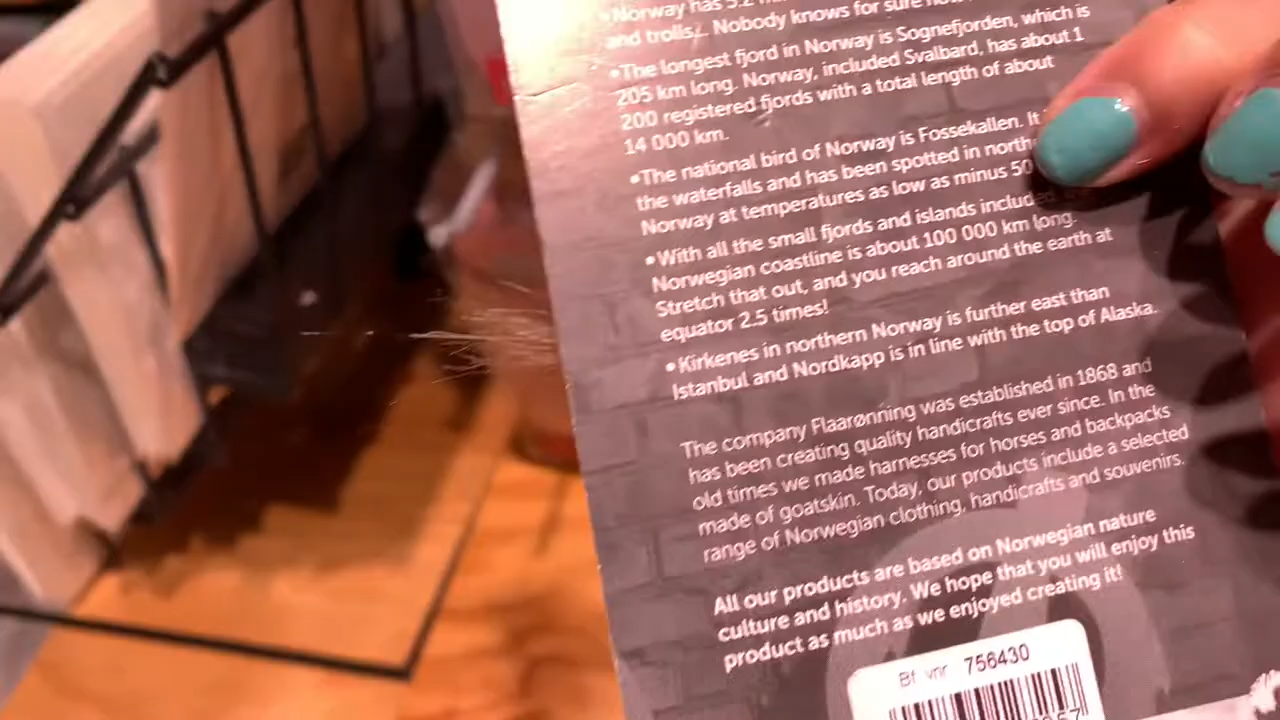 •Norway has 5.2
and trolls... Nobody knows for sure
•The longest fjord in Norway is Sognefjorden, which is
205 km long. Norway, included Svalbard, has about 1
200 registered fjords with a total length of about
14 000 km.
•The national bird of Norway is Fossekallen. It
the waterfalls and has been spotted in north
Norway at temperatures as low as minus 50
•With all the small fjords and islands included
Norwegian coastline is about 100 000 km long.
Stretch that out, and you reach around the earth at
equator 2.5 times!
•Kirkenes in northern Norway is further east than
Istanbul and Nordkapp is in line with the top of Alaska.
The company Flaarønning was established in 1868 and
has been creating quality handicrafts ever since. In the
old times we made harnesses for horses and backpacks
made of goatskin. Today, our products include a selected
range of Norwegian clothing, handicrafts and souvenirs.
All our products are based on Norwegian nature
culture and history. We hope that you will enjoy this
product as much as we enjoyed creating it!
Bf vnr 756430